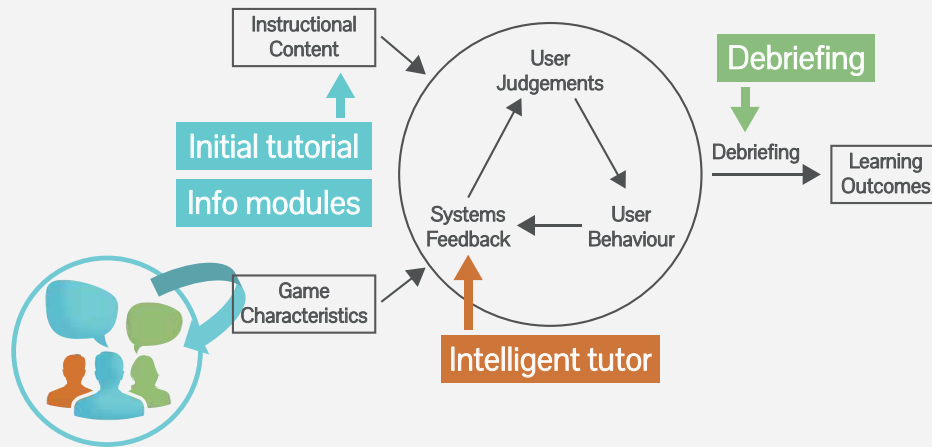 Instructional
Content
Initial tutorial
Info modules
Game
Characteristics
User
Judgements
Systems
Feedback
User
Behaviour
Intelligent tutor
Debriefing
Debriefing
Learning
Outcomes